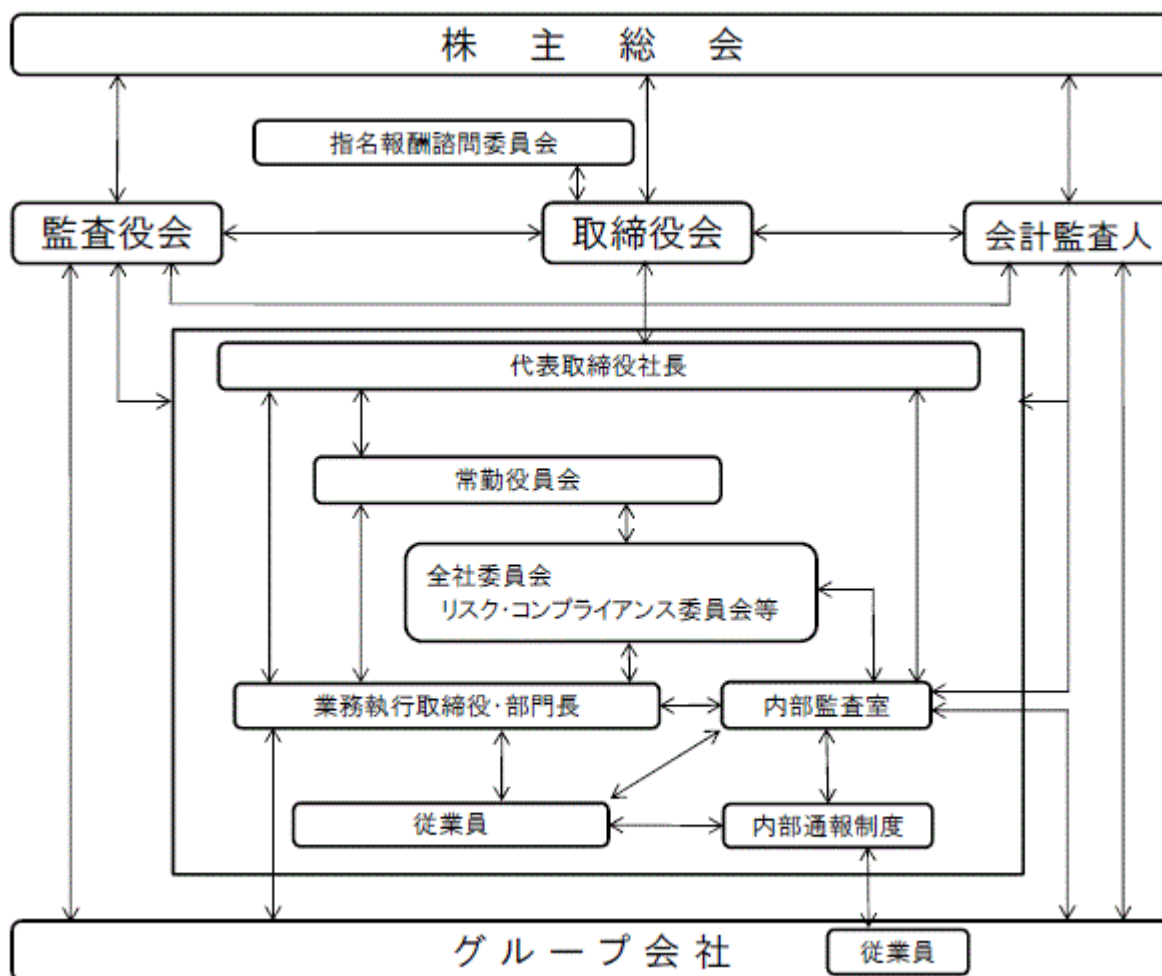 株主総会
指名報酬諮問委員会
監査役会
取締役会
会計監査人
代表取締役社長
常勤役員会
全社委員会
リスク・コンプライアンス委員会等
業務執行取締役・部門長
内部監査室
従業員
内部通報制度
グループ会社
従業員